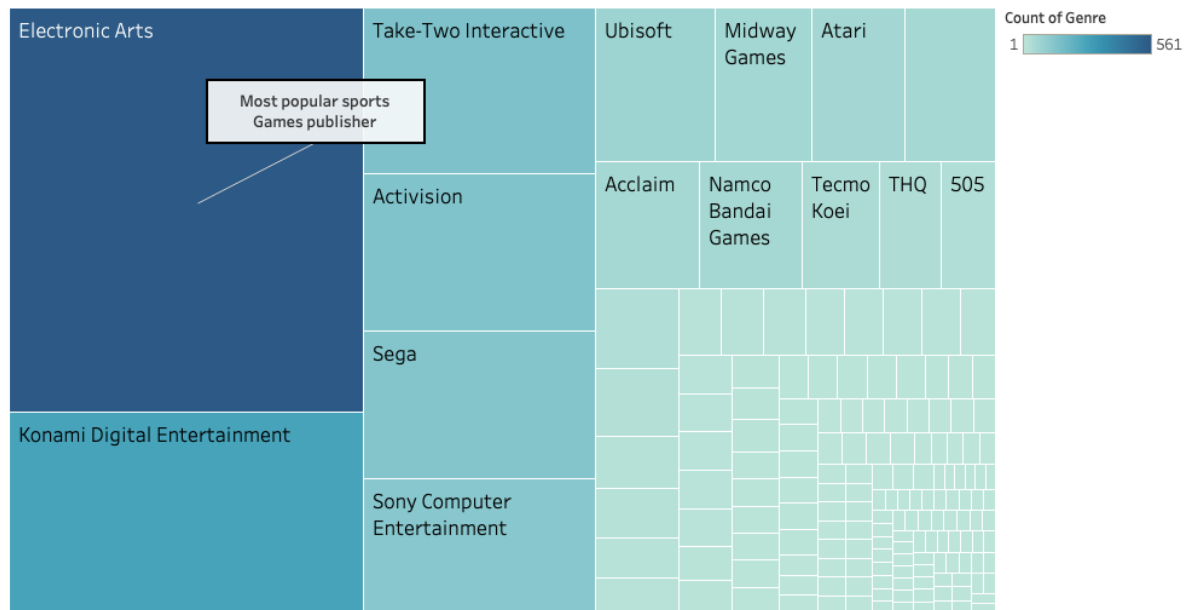 Electronic Arts
Most popular sports
Games publisher
Konami Digital Entertainment
Take-Two Interactive
Activision
Sega
Sony Computer
Entertainment
Ubisoft
Midway
Games
Atari
Acclaim
Namco
Bandai
Games
Tecmo
Koei
THQ
505
Count of Genre
1
561